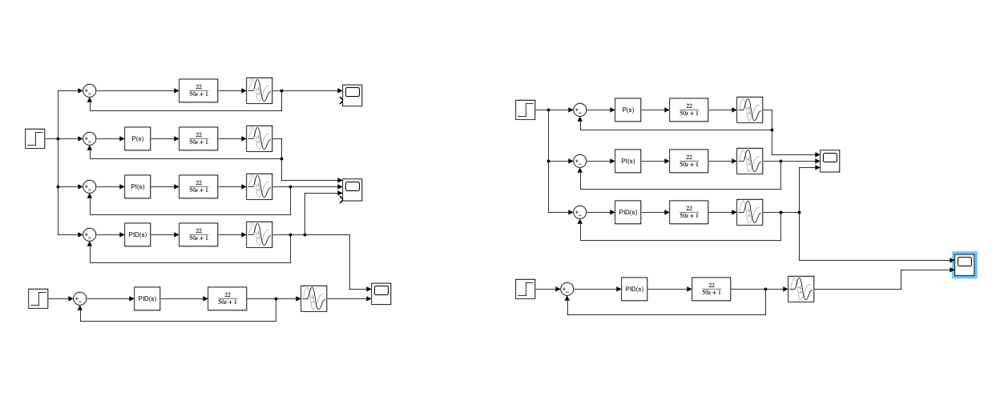 22
50s + 1
P(s)
22
50s + 1
PI(s)
22
50s + 1
PID(s)
22
50s + 1
PID(s)
22
50s + 1
P(s)
22
50s + 1
PI(s)
22
50s + 1
PID(s)
22
50s + 1
PID(s)
22
50s + 1